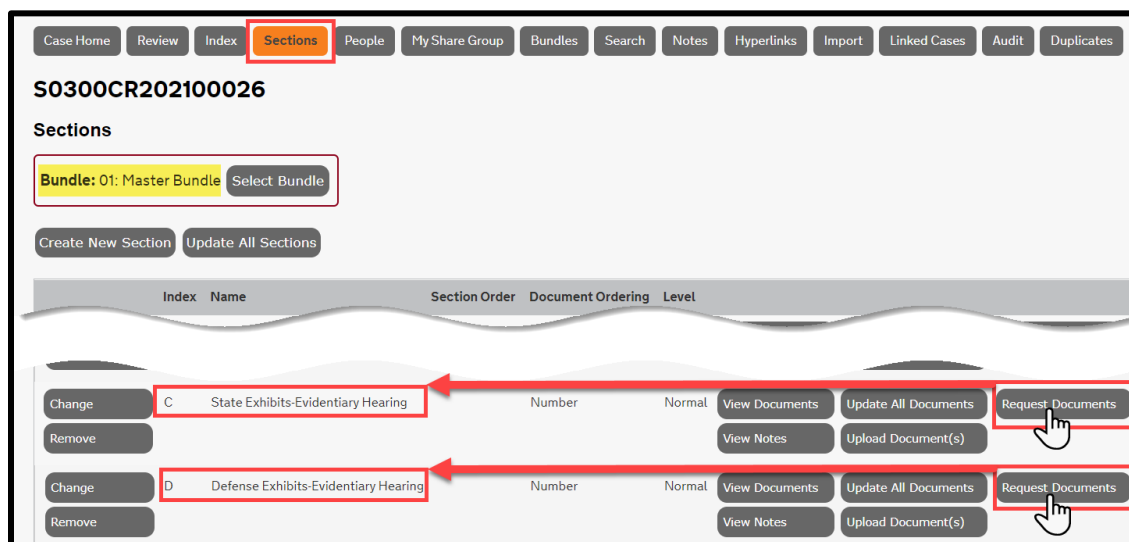 Case Home Review Index Sections People My Share Group Bundles Search Notes Hyperlinks Import Linked Cases Audit Duplicates
S0300CR202100026
Sections
Bundle: 01: Master Bundle Select Bundle
Create New Section Update All Sections
Index Name Section Order Document Ordering Level
Change C State Exhibits-Evidentiary Hearing Number Normal View Documents Update All Documents Request Documents
Remove View Notes Upload Document(s)
Change D Defense Exhibits-Evidentiary Hearing Number Normal View Documents Update All Documents Request Documents
Remove View Notes Upload Document(s)